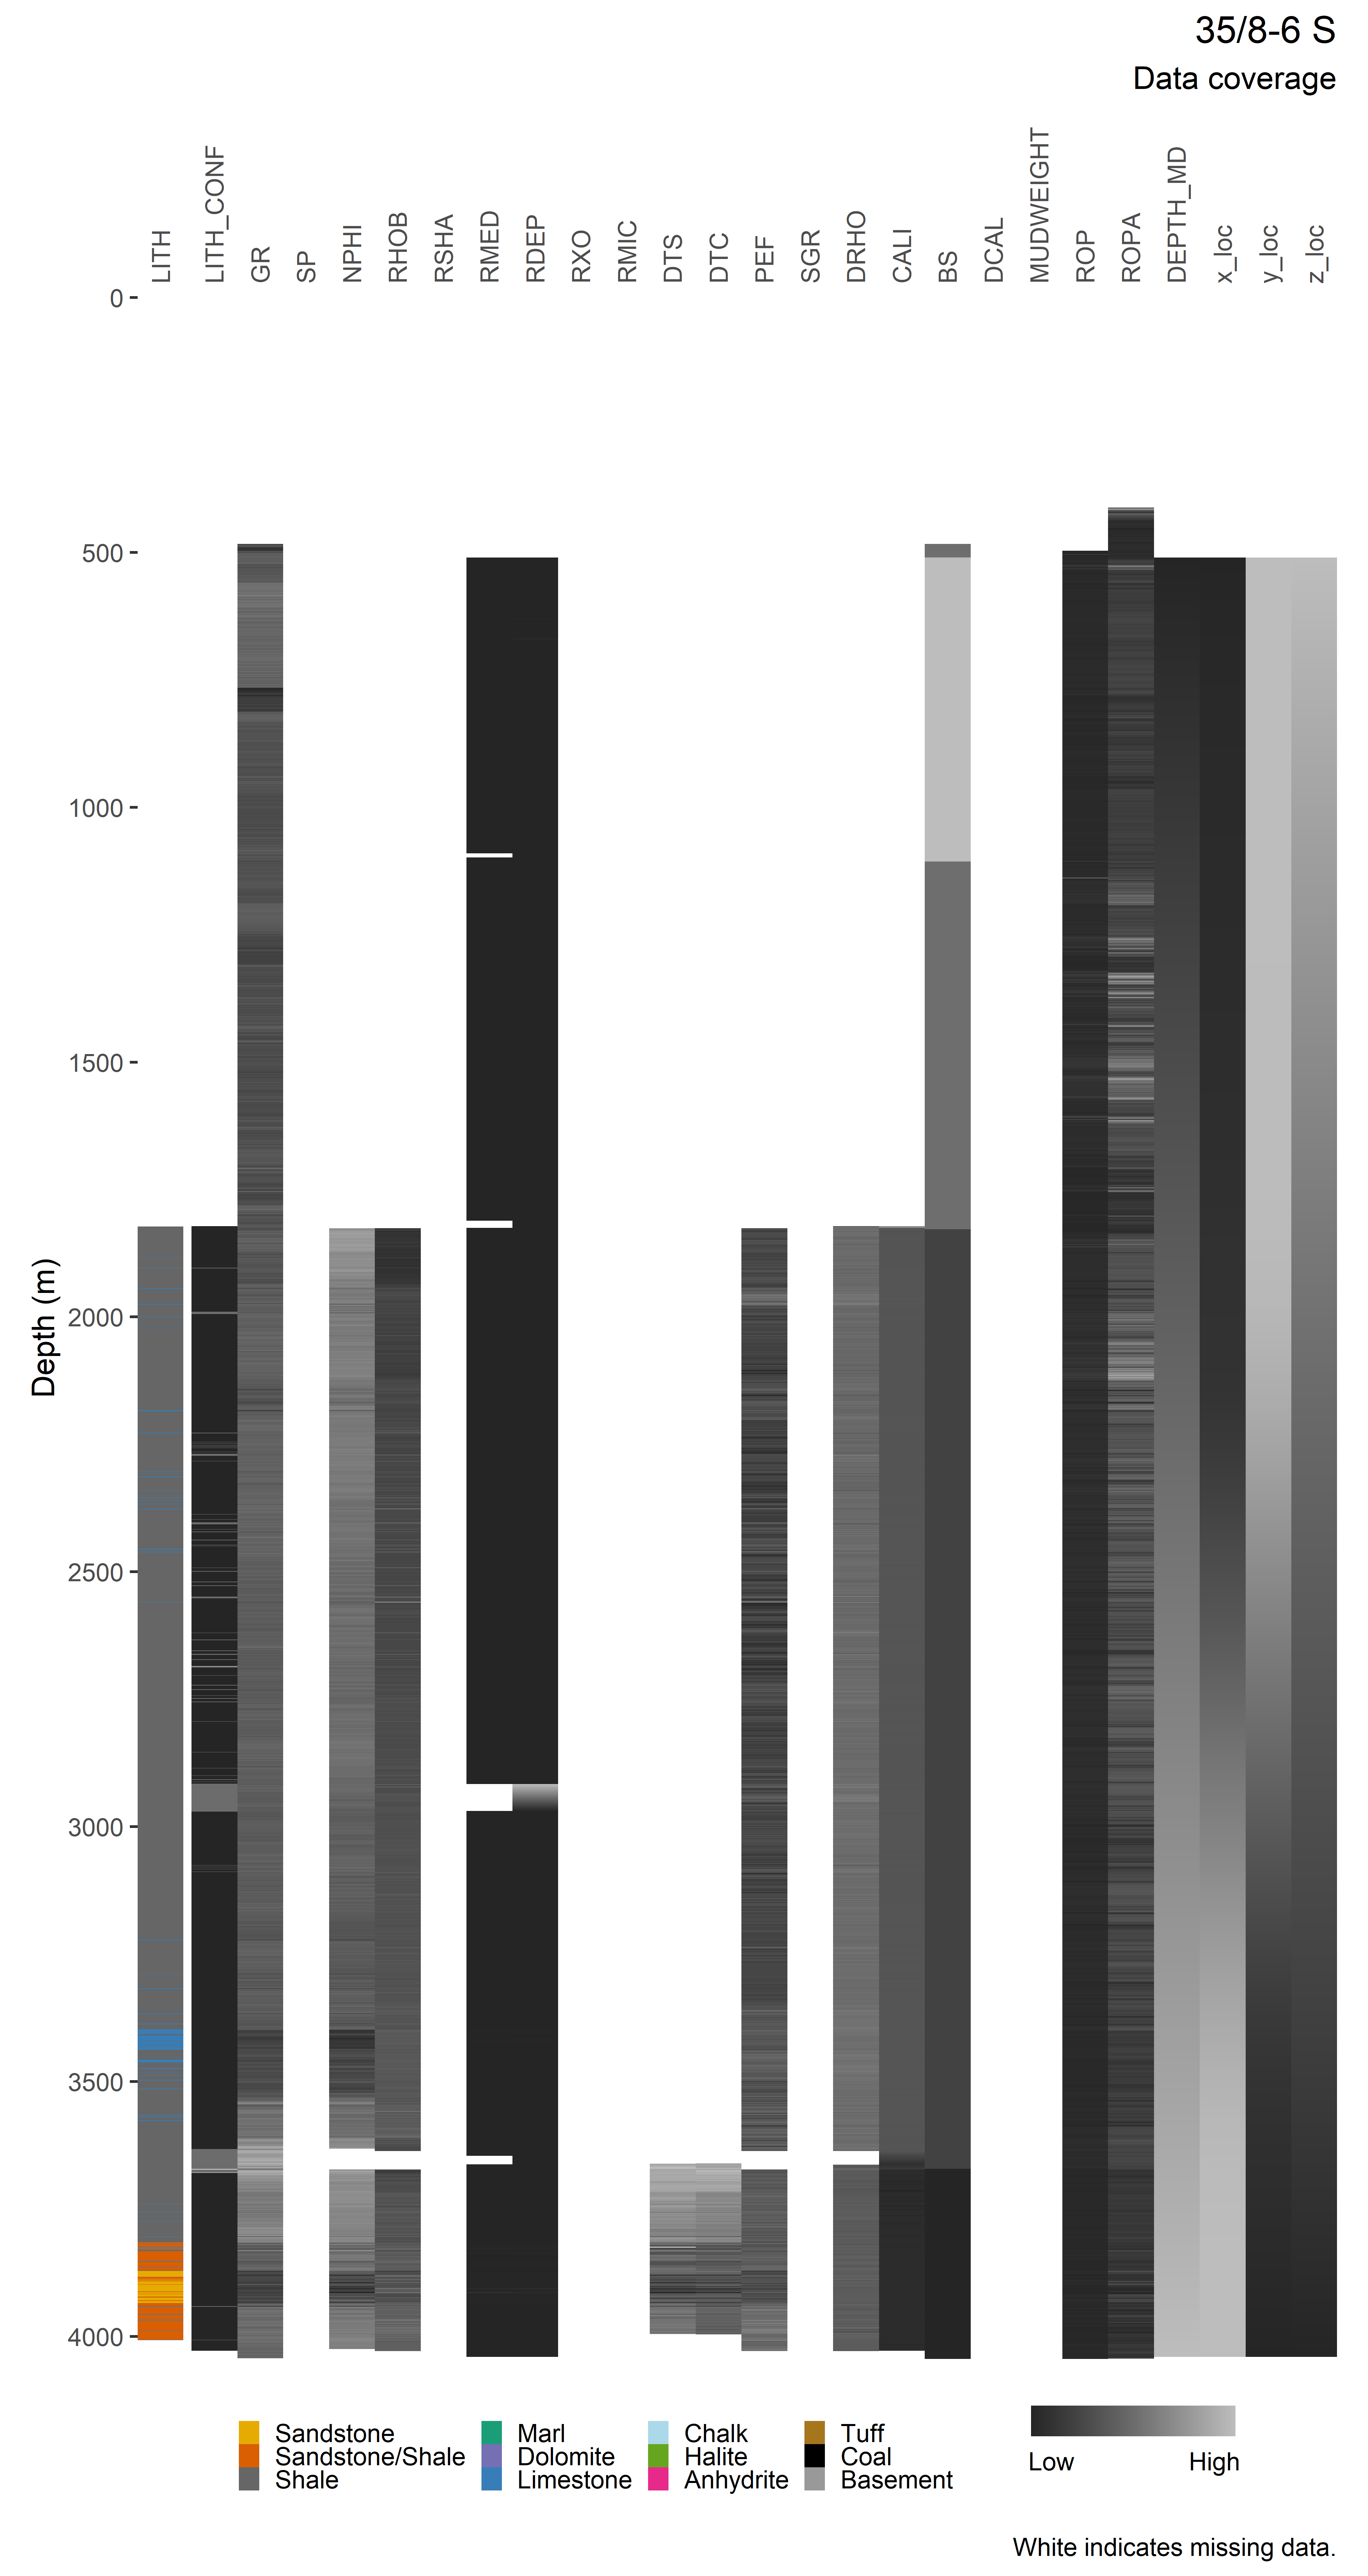 35/8-6 S
Data coverage
LITH
LITH_CONF
GR
SP
NPHI
RHOB
RSHA
RMED
RDEP
RXO
RMIC
DTS
DTC
PEF
SGR
DRHO
CALI
BS
DCAL
MUDWEIGHT
ROP
ROPA
DEPTH_MD
x_loc
y_loc
z_loc
0
500
1000
1500
2000
2500
3000
3500
4000
Depth (m)
Sandstone
Sandstone/Shale
Shale
Marl
Dolomite
Limestone
Chalk
Halite
Anhydrite
Tuff
Coal
Basement
Low High
White indicates missing data.